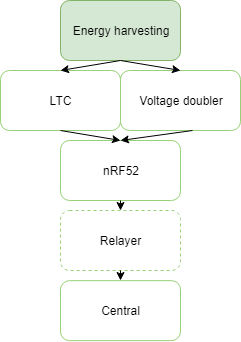 Energy harvesting
LTC
Voltage doubler
nRF52
Relayer
Central